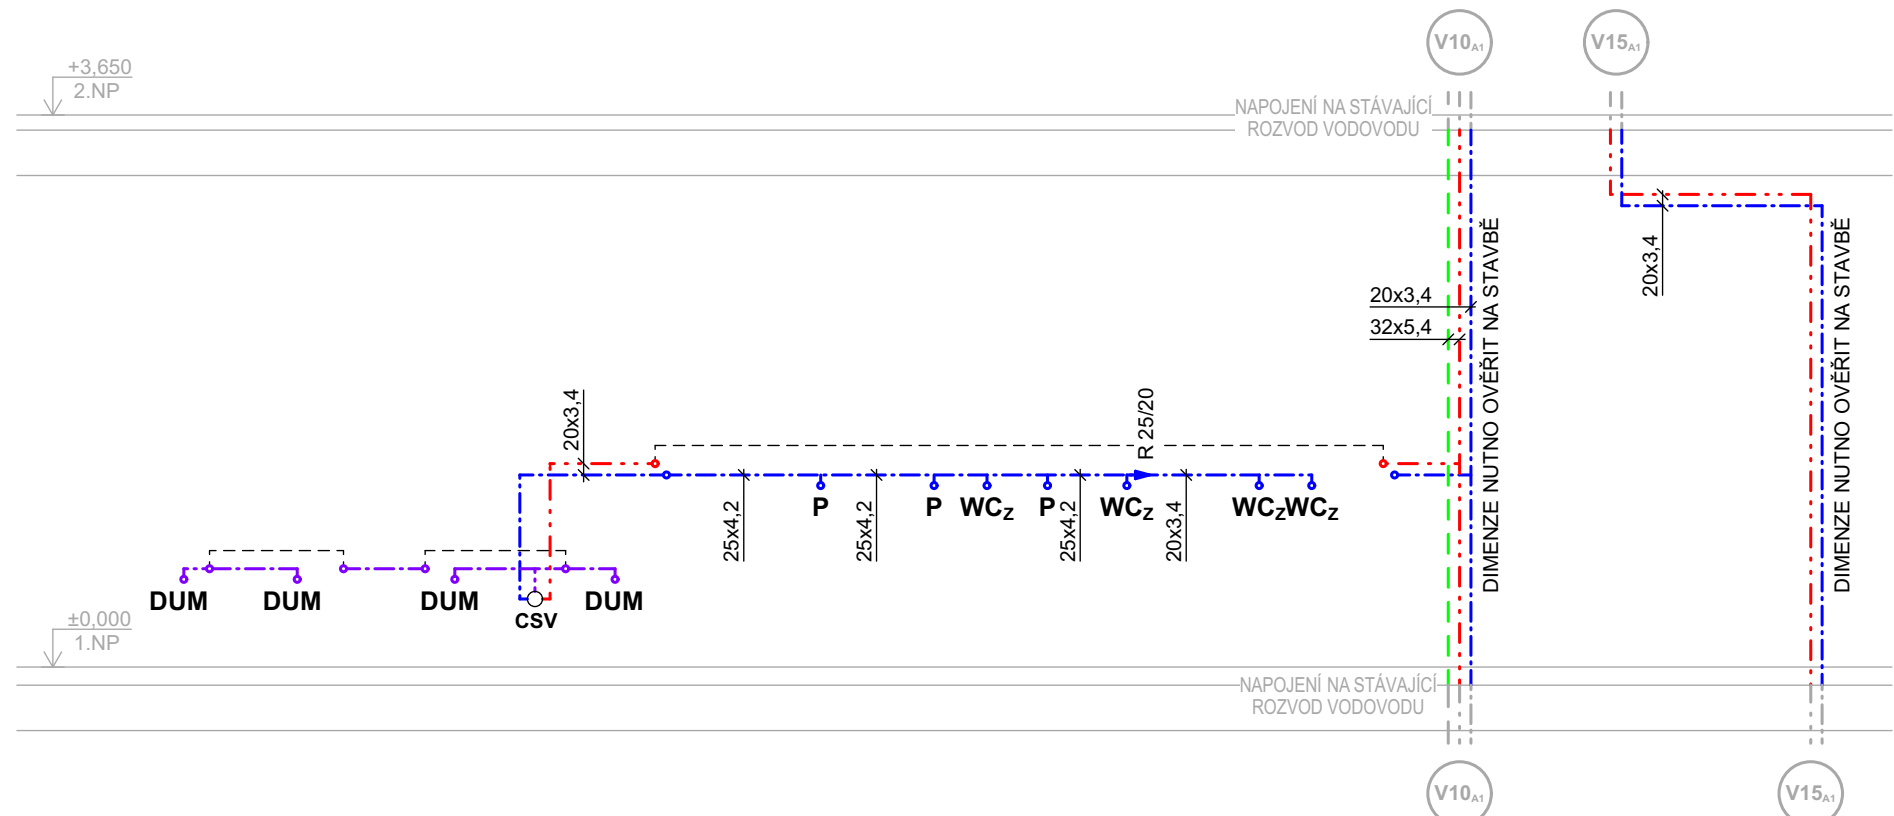 V10A1
V15A1
+3,650
2.NP
NAPOJENÍ NA STÁVAJÍCÍ
ROZVOD VODOVODU
20x3,4
DIMENZE NUTNO OVĚŘIT NA STAVBĚ
DIMENZE NUTNO OVĚŘIT NA STAVBĚ
20x3,4
32x5,4
20x3,4
R 25/20
25x4,2
25x4,2
25x4,2
20x3,4
P
P
WCZ
P
WCZ
WCZ
WCZ
DUM
DUM
DUM
DUM
CSV
±0,000
1.NP
NAPOJENÍ NA STÁVAJÍCÍ
ROZVOD VODOVODU
V10A1
V15A1